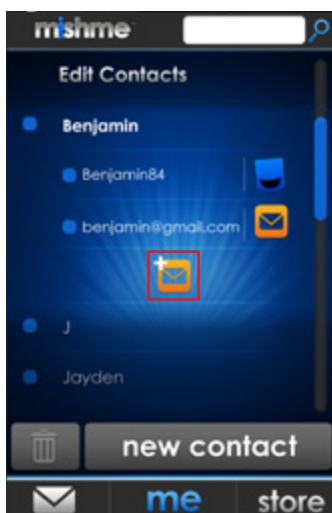 mishme
Edit Contacts
Benjamin
Benjamin84
benjamin@gmail.com
J
Jayden
new contact
me
store